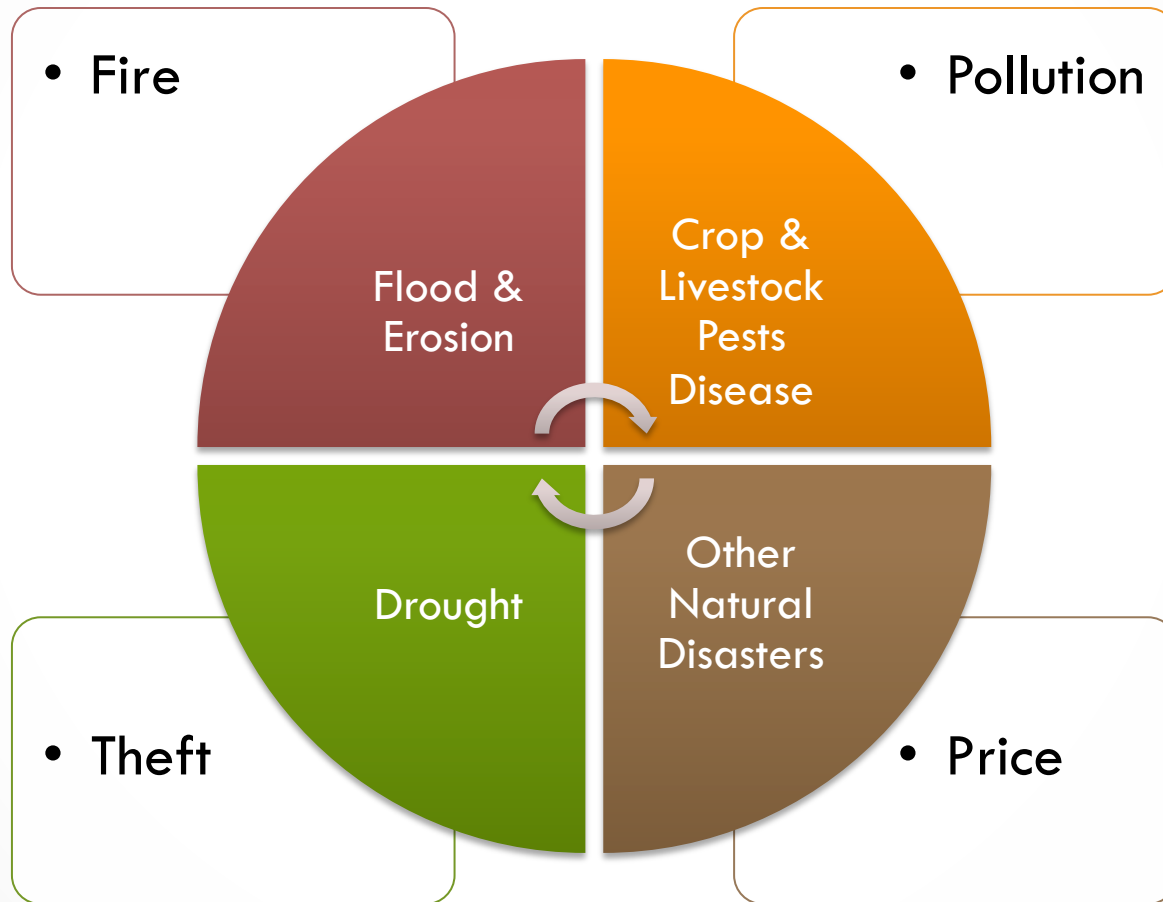 • Fire
• Pollution
Flood &
Erosion
Crop &
Livestock
Pests
Disease
Drought
Other
Natural
Disasters
• Theft
• Price